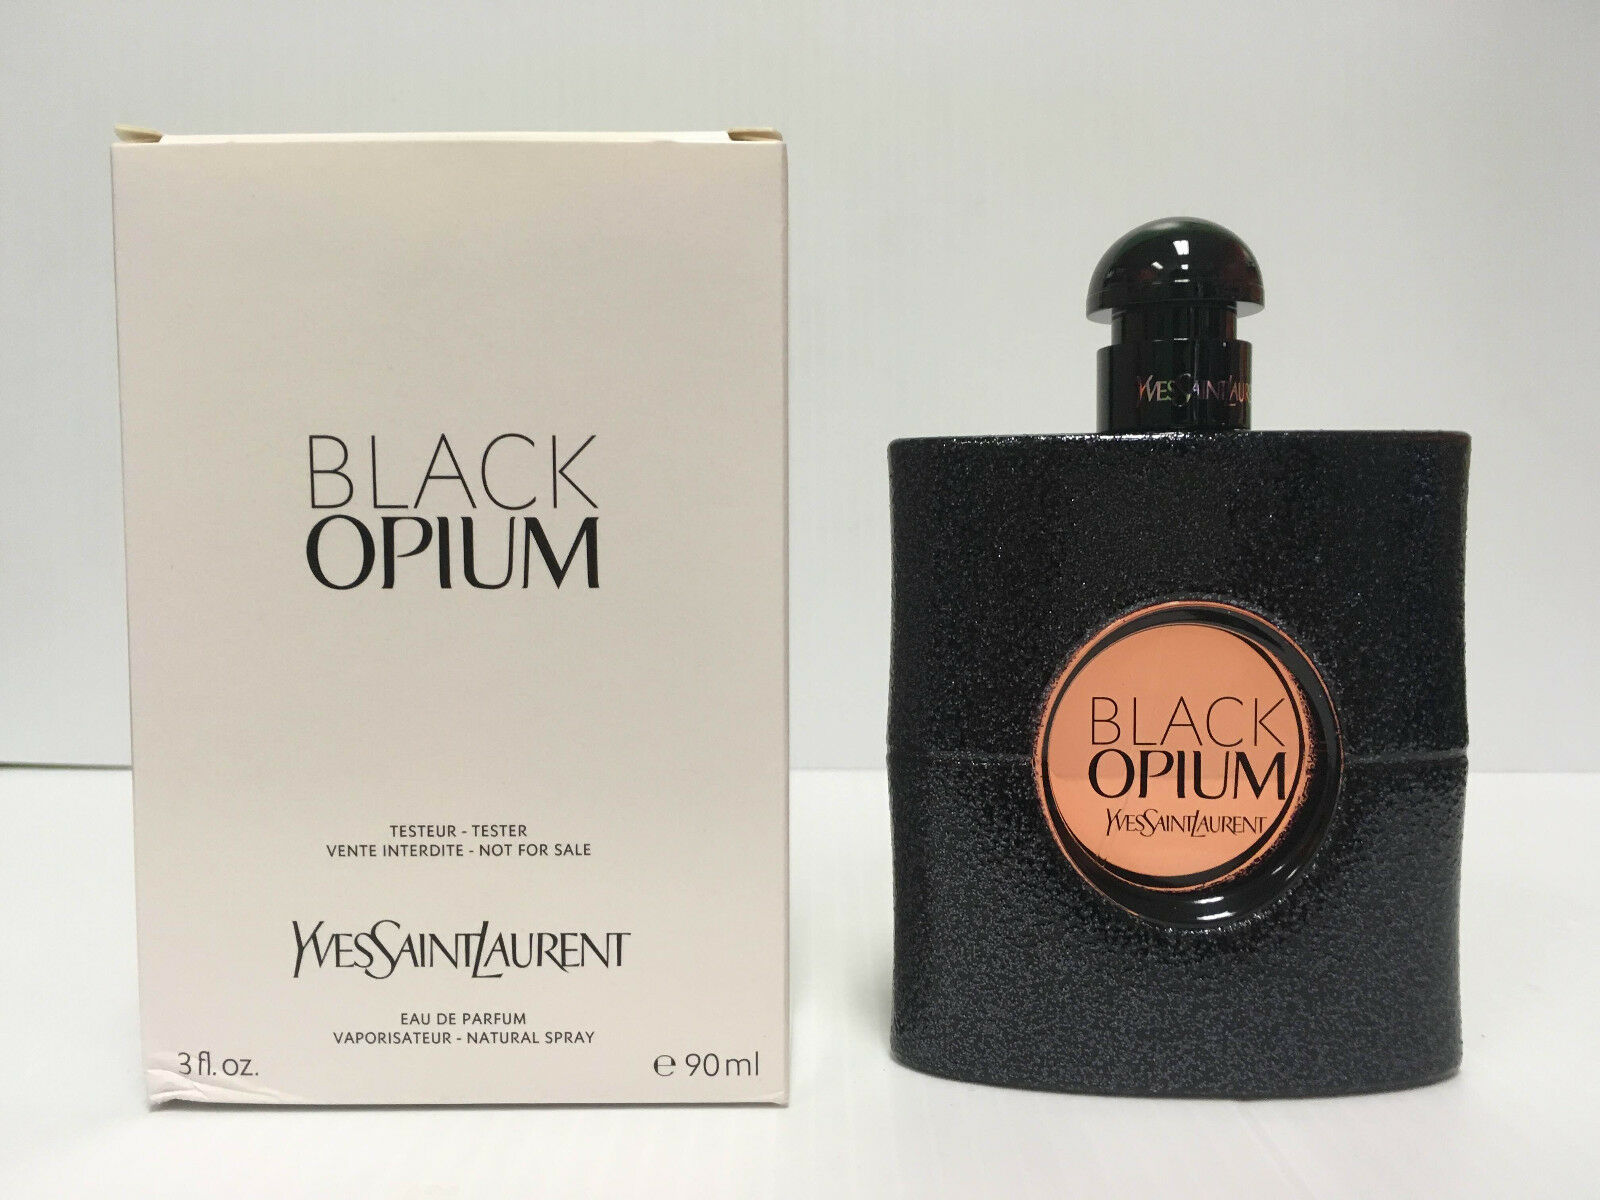 BLACK
OPIUM
TESTEUR - TESTER
VENTE INTERDITE - NOT FOR SALE
YVESSAINTLAURENT
EAU DE PARFUM
VAPORISATEUR - NATURAL SPRAY
3 fl. oz. e 90 ml
YVESSAINTLAUR
BLACK
OPIUM
YVESSAINTLAURENT